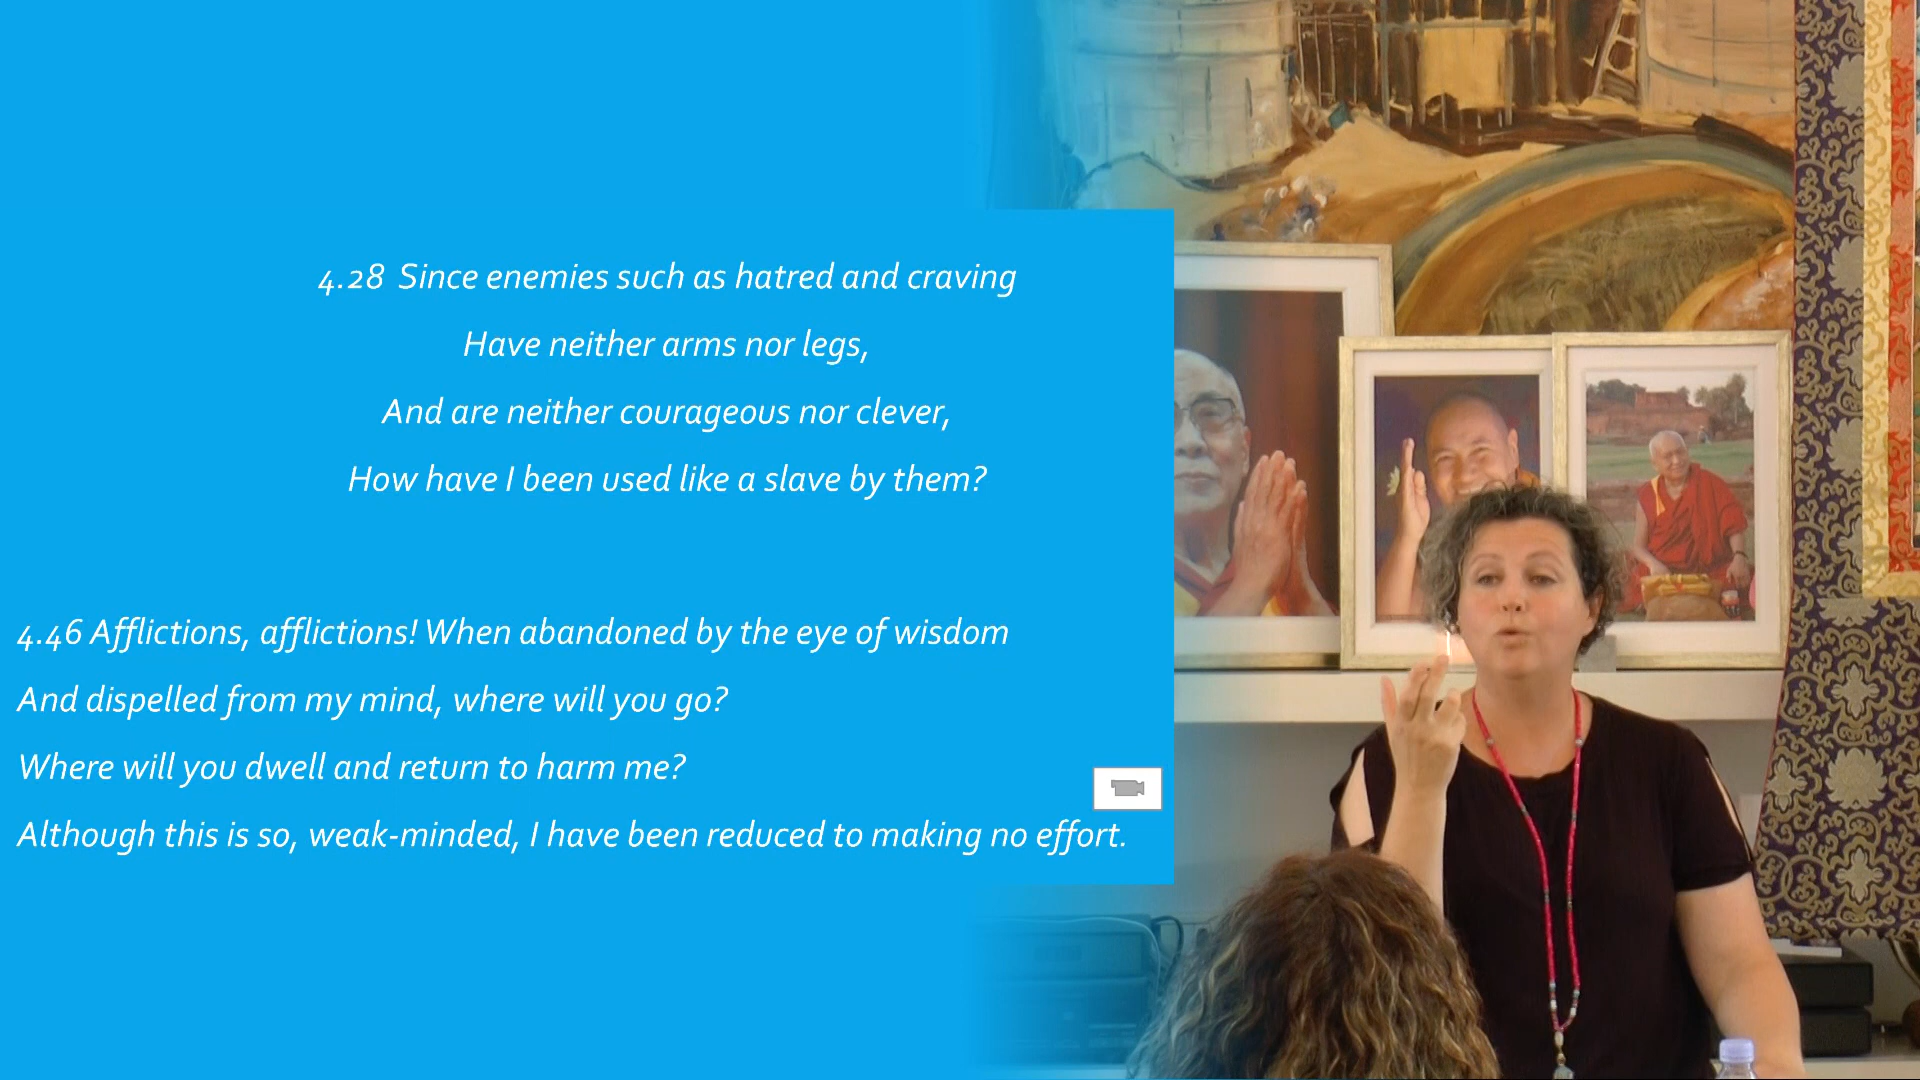 4.28 Since enemies such as hatred and craving
Have neither arms nor legs,
And are neither courageous nor clever,
How have I been used like a slave by them?
4.46 Afflictions, afflictions! When abandoned by the eye of wisdom
And dispelled from my mind, where will you go?
Where will you dwell and return to harm me?
Although this is so, weak-minded, I have been reduced to making no effort.